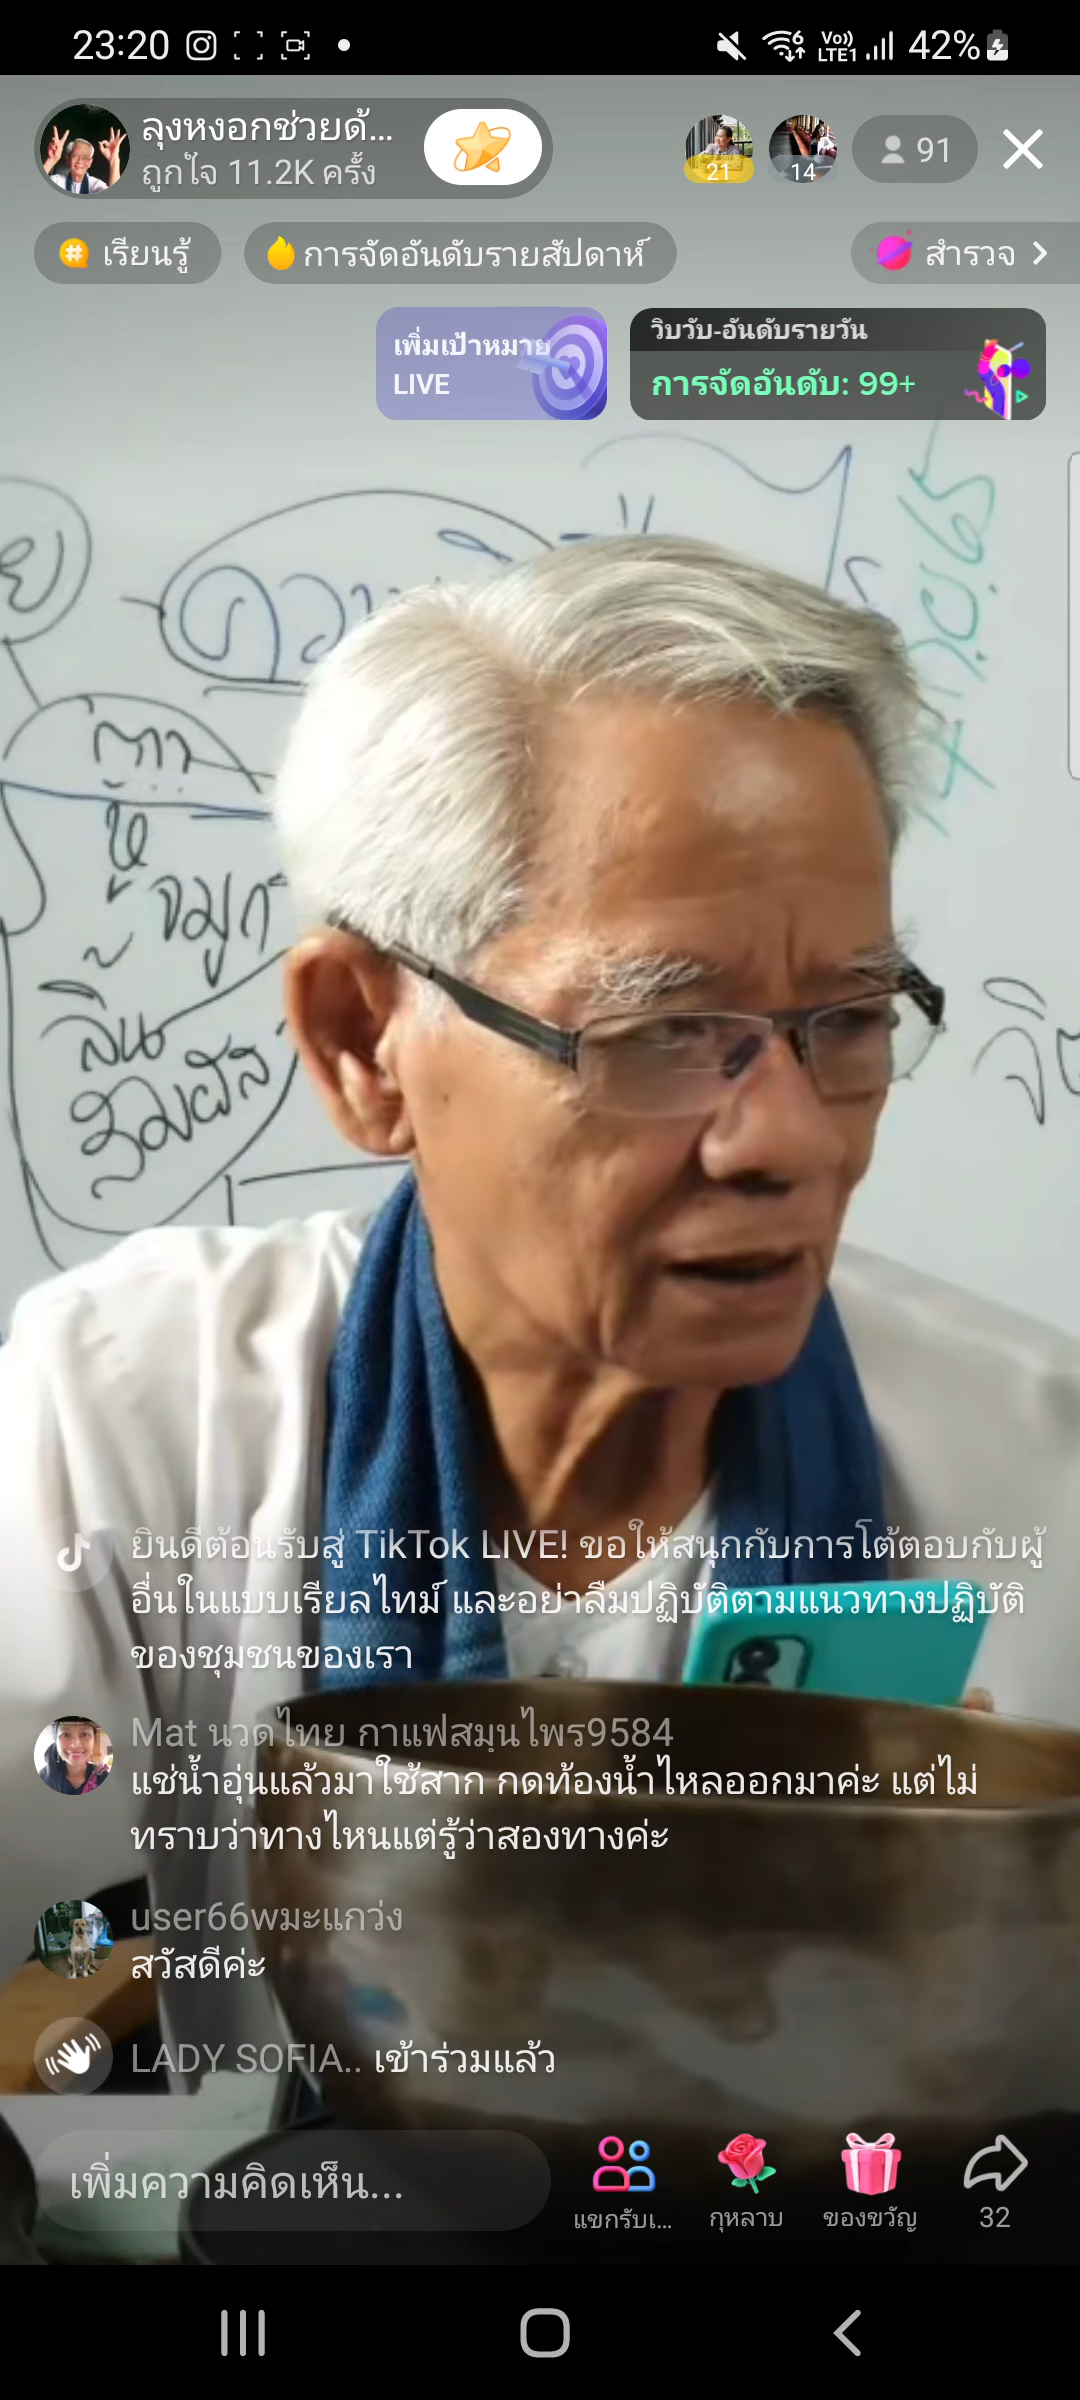 23:20
Vo))
LTE1
42%
ลุงหงอกช่วยด้...
ถูกใจ 11.2K ครั้ง
21
14
91
เรียนรู้
การจัดอันดับรายสัปดาห์
สำรวจ
เพิ่มเป้าหมาย
LIVE
วิบวับ-อันดับรายวัน
การจัดอันดับ: 99+
ตา
หู
จมูก
ลิ้น
สัมผัส
ยินดีต้อนรับสู่ TikTok LIVE! ขอให้สนุกกับการโต้ตอบกับผู้
อื่นในแบบเรียลไทม์ และอย่าลืมปฏิบัติตามแนวทางปฏิบัติ
ของชุมชนของเรา
Mat นวดไทย กาแฟสมุนไพร9584
แช่น้ำอุ่นแล้วมาใช้สาก กดท้องน้ำไหลออกมาค่ะ แต่ไม่
ทราบว่าทางไหนแต่รู้ว่าสองทางค่ะ
user66wมะแกว่ง
สวัสดีค่ะ
LADY SOFIA.. เข้าร่วมแล้ว
เพิ่มความคิดเห็น...
แขกรับเ...
กุหลาบ
ของขวัญ
32